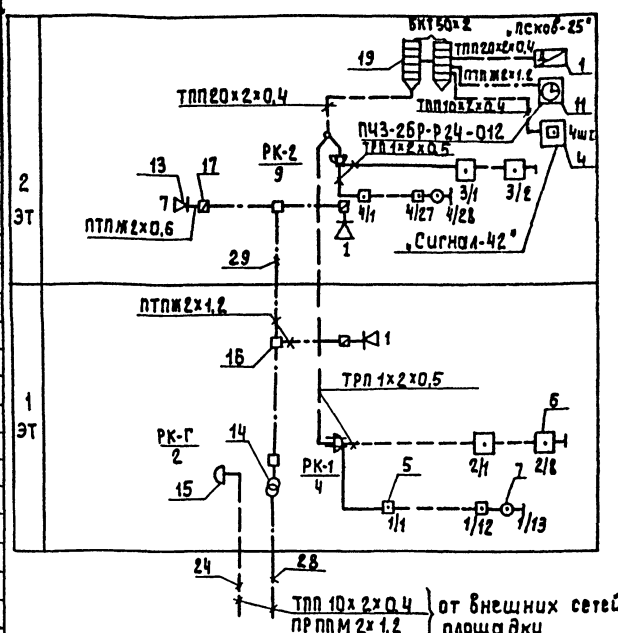 БКТ50×2
„Псков-25"
ТПП20×2×0,4
19
1
ПТПЖ2×1,2
ТПП20×2×0,4
ТПП10×2×0,4
11
ПЧЗ-2БР-Р24-012
4шт
4
ТРП1×2×0,5
РК-2
9
13
17
3/1
3/2
7
2
ЭТ
4/1
4/27
4/28
ПТПЖ2×0,6
1
„Сигнал-42"
29
ПТПЖ2×1,2
1
16
ТРП1×2×0,5
1
ЭТ
6
РК-Г
2
14
РК-1
4
5
2/1
2/8
7
15
1/1
1/12
1/13
24
28
ТПП 10×2×0,4
от внешних сетей
ПРППМ 2×1,2
площадки